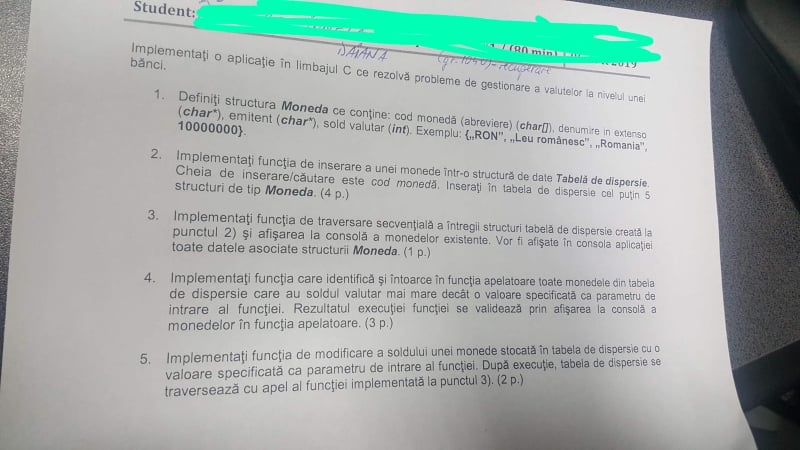 Student:
(80 min) 2019
DAIANA (gr. 1040) - recuperare
Implementați o aplicație în limbajul C ce rezolvă probleme de gestionare a valutelor la nivelul unei
bănci.
1. Definiți structura Moneda ce conține: cod monedă (abreviere) (char[]), denumire in extenso
(char*), emitent (char*), sold valutar (int). Exemplu: {„RON”, „Leu românesc”, „Romania”,
10000000}.
2. Implementaţi funcţia de inserare a unei monede într-o structură de date Tabelă de dispersie.
Cheia de inserare/căutare este cod monedă. Inseraţi în tabela de dispersie cel puţin 5
structuri de tip Moneda. (4 p.)
3. Implementaţi funcţia de traversare secvenţială a întregii structuri tabelă de dispersie creată la
punctul 2) şi afişarea la consolă a monedelor existente. Vor fi afişate în consola aplicaţiei
toate datele asociate structurii Moneda. (1 p.)
4. Implementaţi funcţia care identifică şi întoarce în funcţia apelatoare toate monedele din tabela
de dispersie care au soldul valutar mai mare decât o valoare specificată ca parametru de
intrare al funcţiei. Rezultatul execuţiei funcţiei se validează prin afişarea la consolă a
monedelor în funcţia apelatoare. (3 p.)
5. Implementaţi funcţia de modificare a soldului unei monede stocată în tabela de dispersie cu o
valoare specificată ca parametru de intrare al funcţiei. După execuţie, tabela de dispersie se
traversează cu apel al funcţiei implementată la punctul 3). (2 p.)